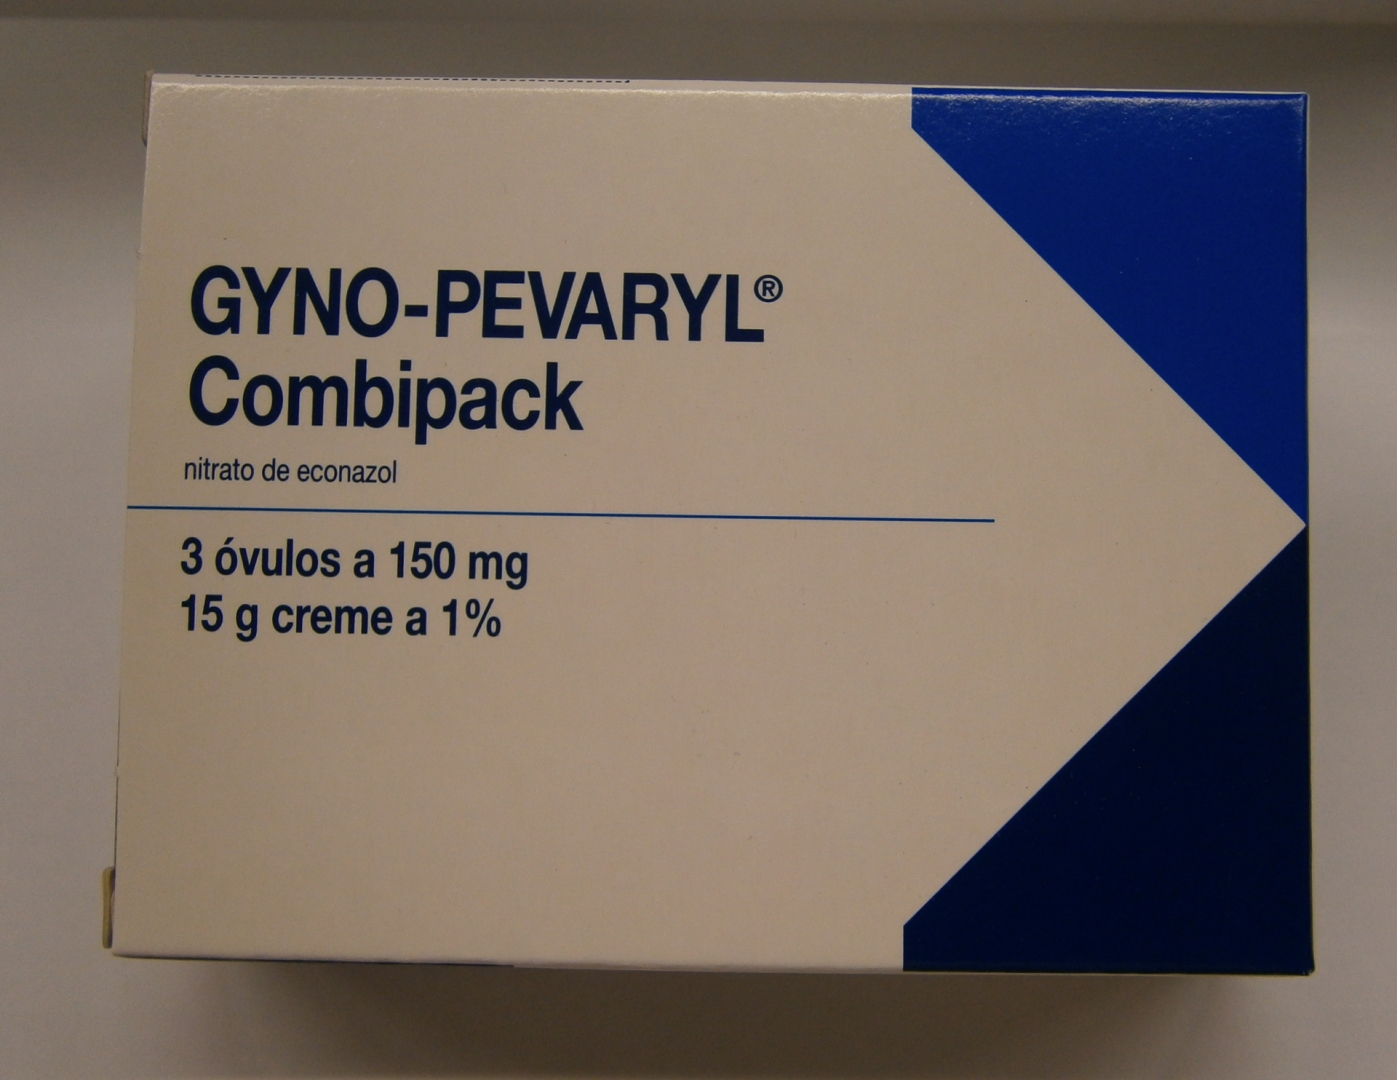 GYNO-PEVARYL®
Combipack
nitrato de econazol
3 óvulos a 150 mg
15 g creme a 1%